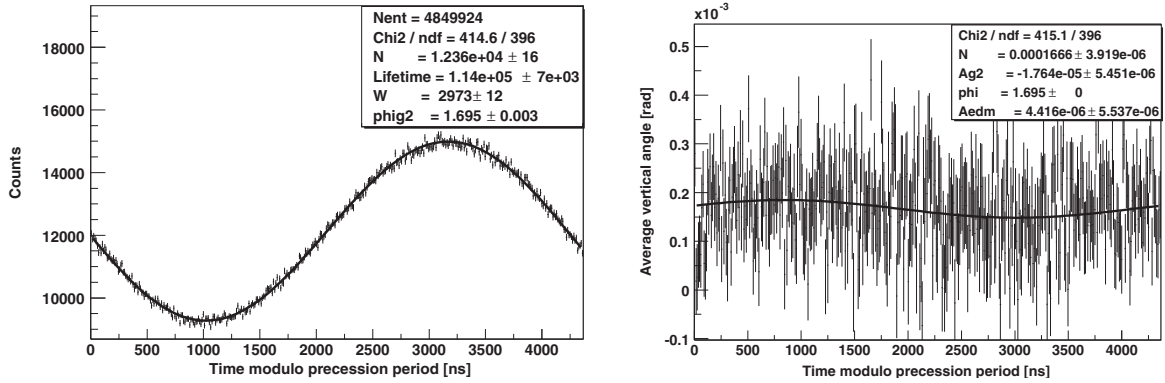 Nent = 4849924
Chi2 / ndf = 414.6 / 396
N = 1.236e+04 ± 16
Lifetime = 1.14e+05 ± 7e+03
W = 2973 ± 12
phig2 = 1.695 ± 0.003
18000
16000
14000
12000
10000
Counts
0 500 1000 1500 2000 2500 3000 3500 4000
Time modulo precession period [ns]
×10⁻³
Chi2 / ndf = 415.1 / 396
N = 0.0001666 ± 3.919e-06
Ag2 = -1.764e-05 ± 5.451e-06
phi = 1.695 ± 0
Aedm = 4.416e-06 ± 5.537e-06
0.5
0.4
0.3
0.2
0.1
0
-0.1
Average vertical angle [rad]
0 500 1000 1500 2000 2500 3000 3500 4000
Time modulo precession period [ns]